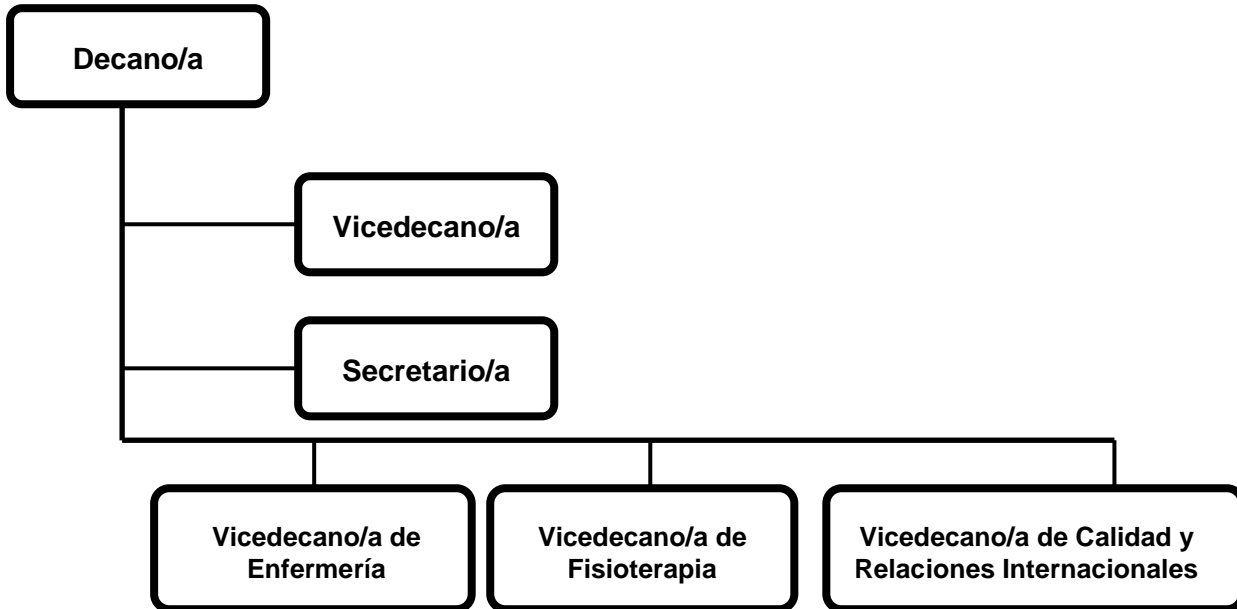 Decano/a
Vicedecano/a
Secretario/a
Vicedecano/a de
Enfermería
Vicedecano/a de
Fisioterapia
Vicedecano/a de Calidad y
Relaciones Internacionales